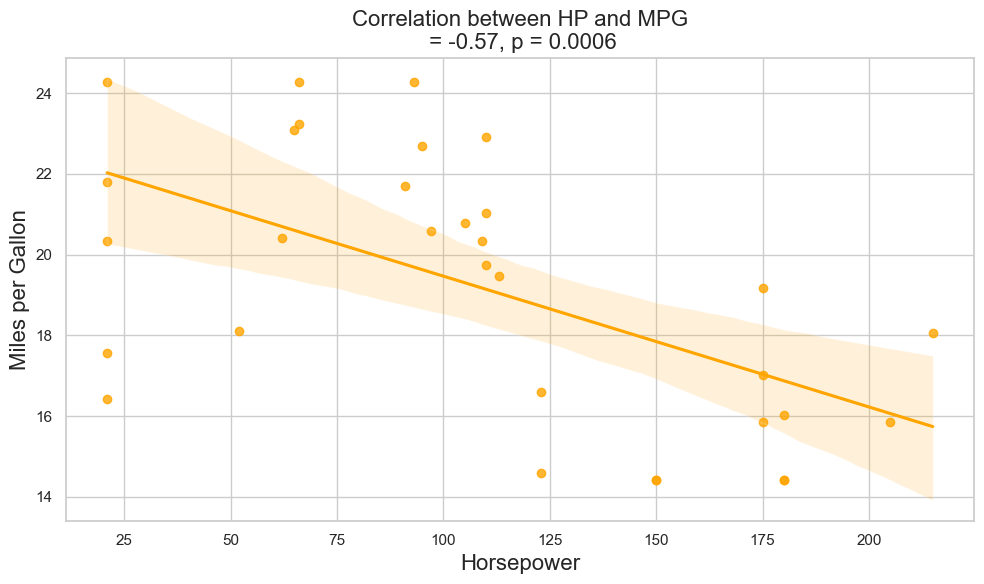 Correlation between HP and MPG
= -0.57, p = 0.0006
24
22
20
18
16
14
Miles per Gallon
25 50 75 100 125 150 175 200
Horsepower